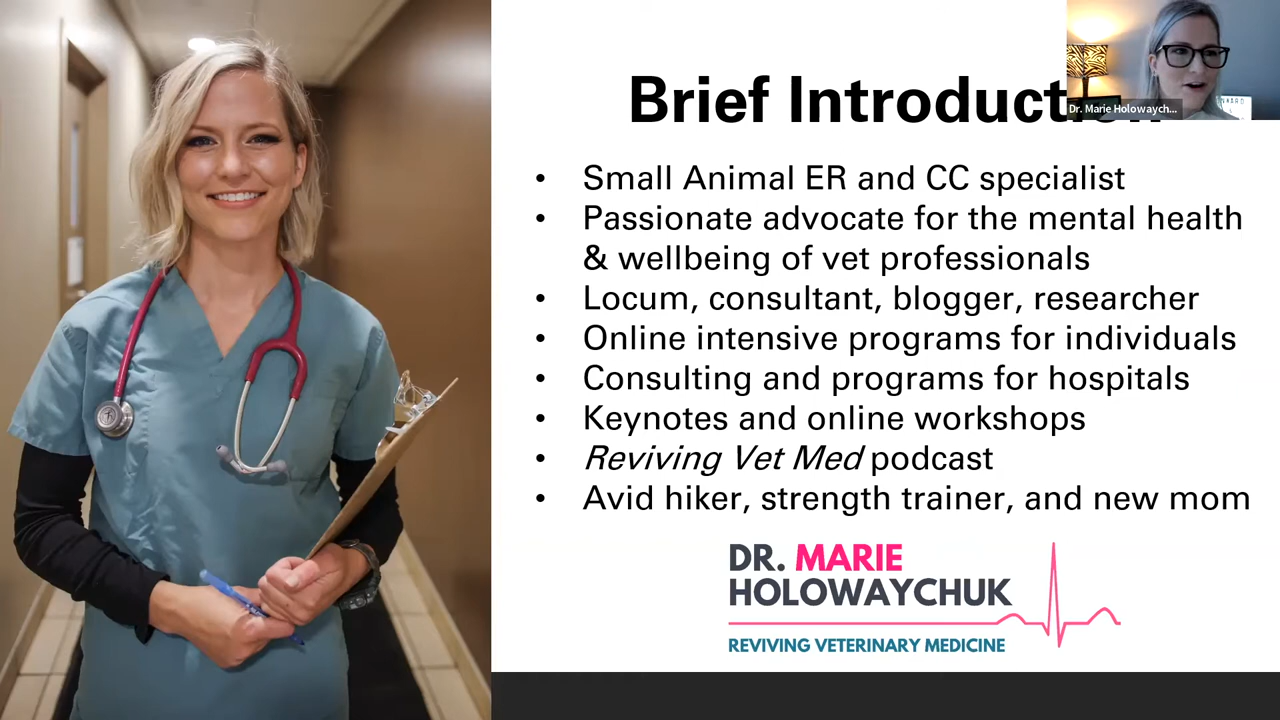 Brief Introduct
Dr. Marie Holowaych...
• Small Animal ER and CC specialist
• Passionate advocate for the mental health
& wellbeing of vet professionals
• Locum, consultant, blogger, researcher
• Online intensive programs for individuals
• Consulting and programs for hospitals
• Keynotes and online workshops
• Reviving Vet Med podcast
• Avid hiker, strength trainer, and new mom
DR. MARIE
HOLOWAYCHUK
REVIVING VETERINARY MEDICINE